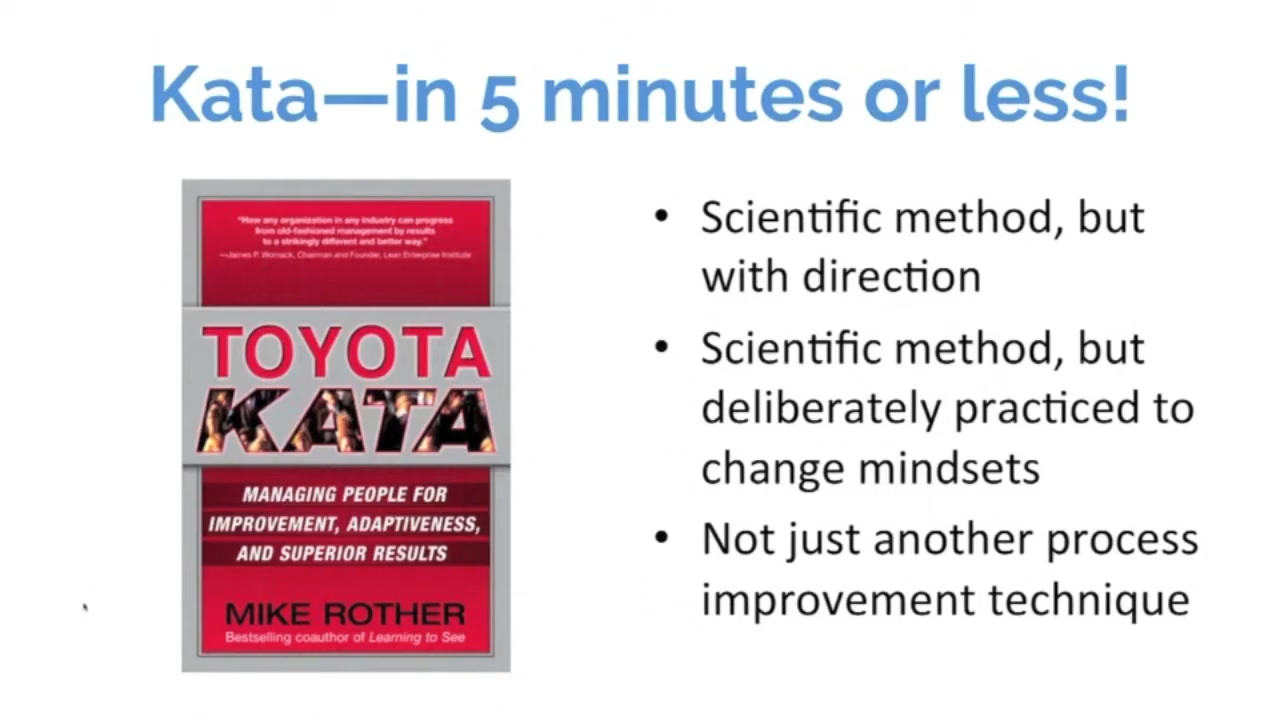 Kata—in 5 minutes or less!
"How any organization in any industry can progress
from old-fashioned management by results
to a strikingly different and better way."
—James P. Womack, Chairman and Founder, Lean Enterprise Institute
TOYOTA
KATA
MANAGING PEOPLE FOR
IMPROVEMENT, ADAPTIVENESS,
AND SUPERIOR RESULTS
MIKE ROTHER
Bestselling coauthor of Learning to See
• Scientific method, but
with direction
• Scientific method, but
deliberately practiced to
change mindsets
• Not just another process
improvement technique